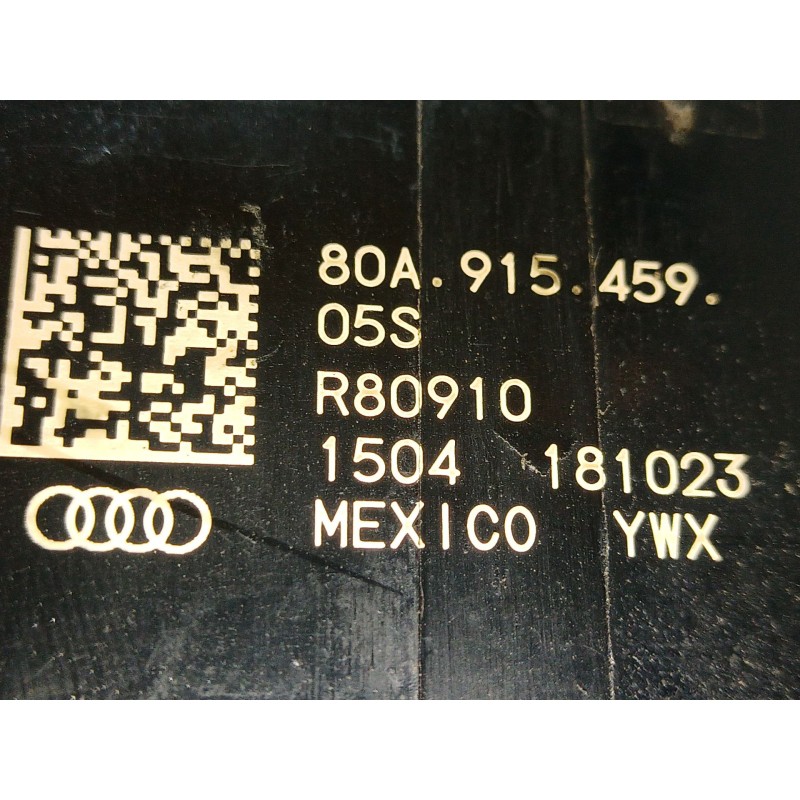 80A.915.459.
05S
R80910
1504 181023
MEXICO YWX